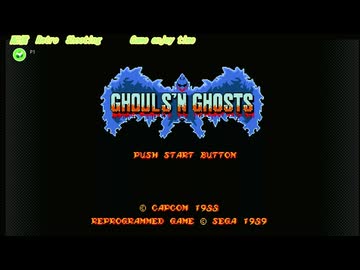 Retro Shooting Game enjoy time
P1
GHOULS'N GHOSTS
PUSH START BUTTON
© CAPCOM 1988
REPROGRAMMED GAME © SEGA 1989